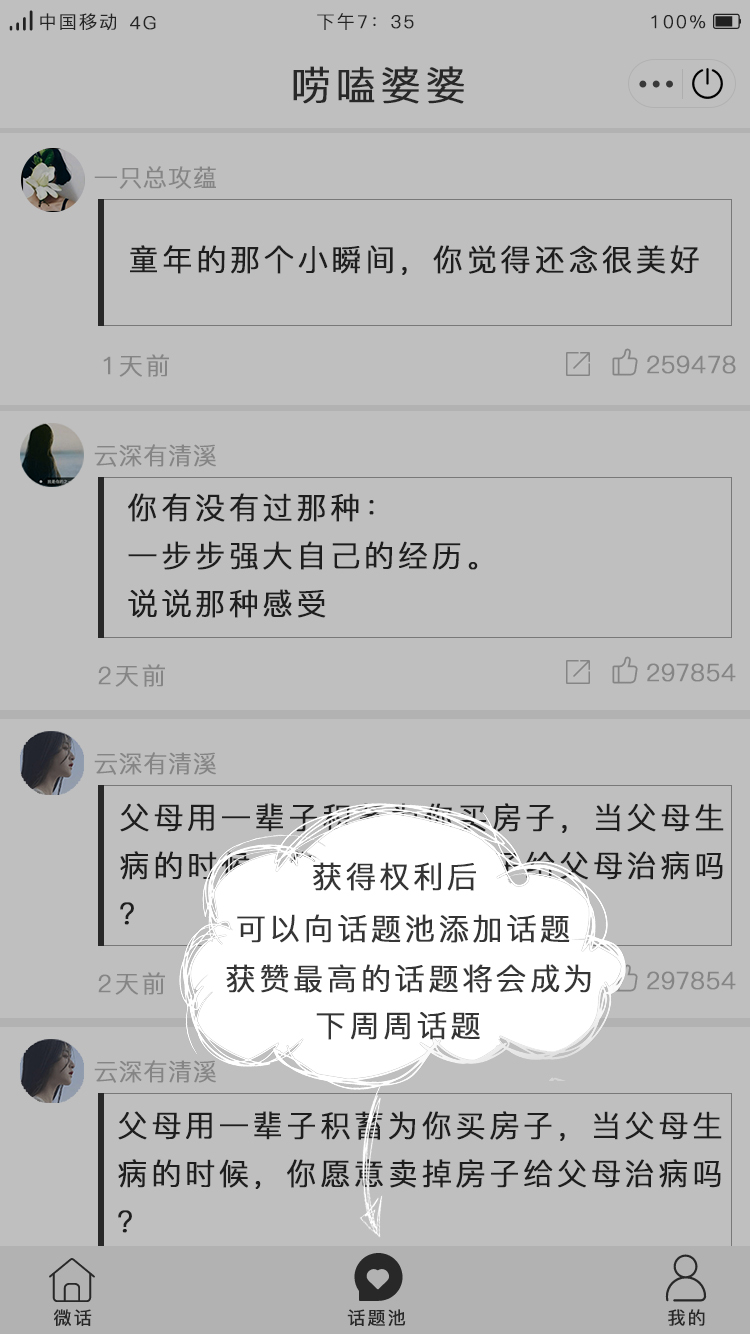 中国移动 4G 下午7：35 100%
唠嗑婆婆
一只总攻蕴
童年的那个小瞬间，你觉得还念很美好
1天前 259478
云深有清溪
你有没有过那种：
一步步强大自己的经历。
说说那种感受
2天前 297854
云深有清溪
父母用一辈子积 为你买房子，当父母生
病的时候 子给父母治病吗
？
2天前 297854
获得权利后
可以向话题池添加话题
获赞最高的话题将会成为
下周周话题
云深有清溪
父母用一辈子积蓄为你买房子，当父母生
病的时候，你愿意卖掉房子给父母治病吗
？
微话 话题池 我的